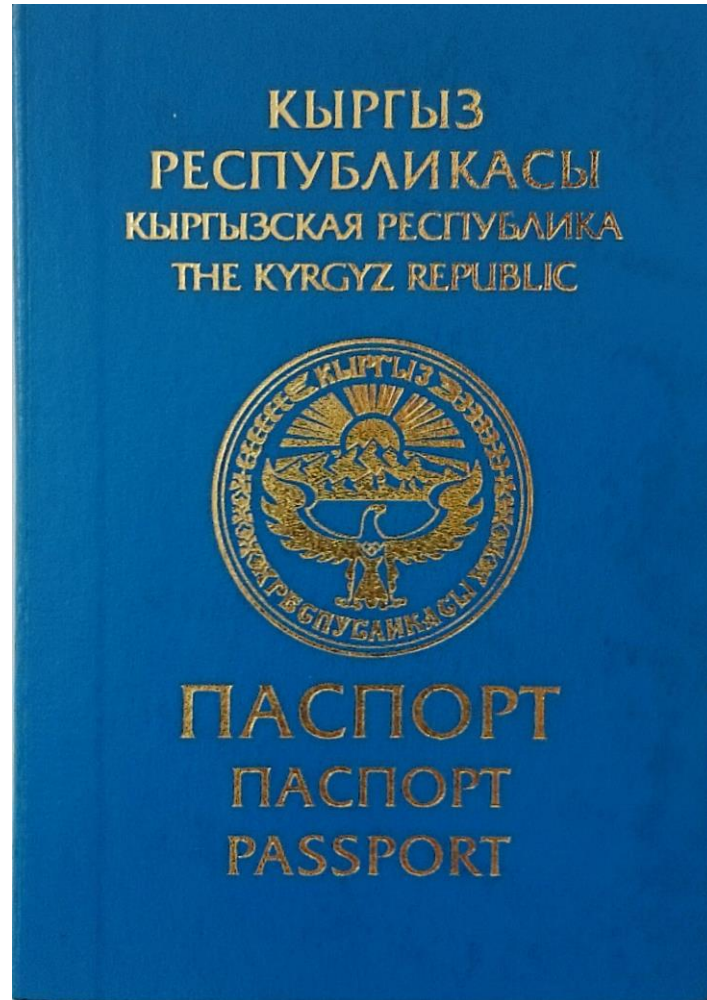 КЫРГЫЗ
РЕСПУБЛИКАСЫ
КЫРГЫЗСКАЯ РЕСПУБЛИКА
THE KYRGYZ REPUBLIC
КЫРГЫЗ
РЕСПУБЛИКАСЫ
ПАСПОРТ
ПАСПОРТ
PASSPORT